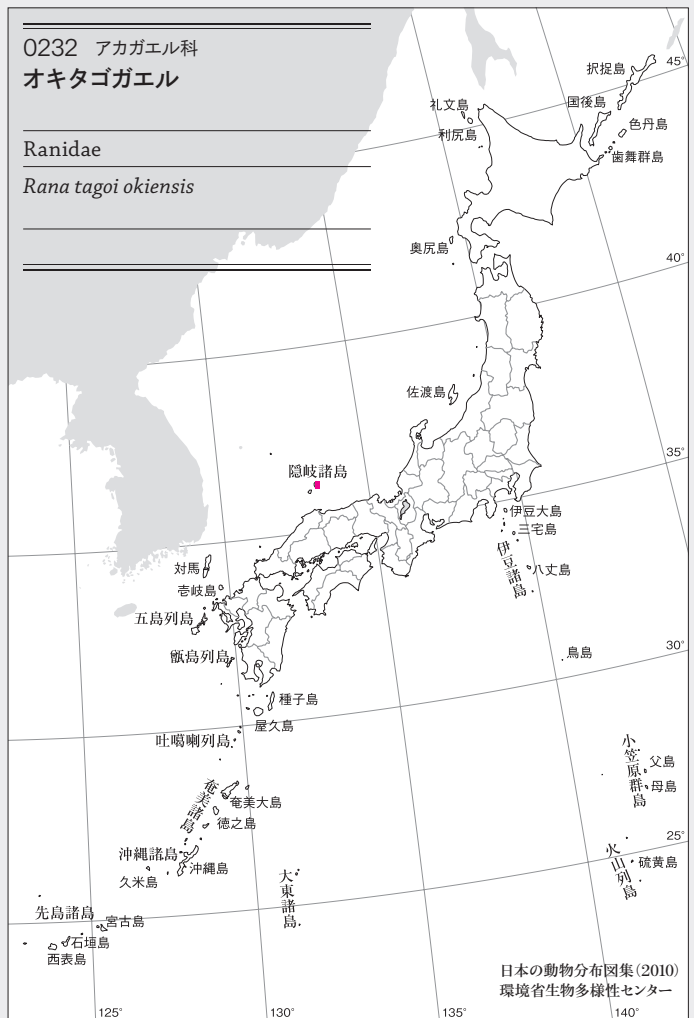 0232 アカガエル科
オキタゴガエル
Ranidae
Rana tagoi okiensis
45°
択捉島
国後島
礼文島
色丹島
利尻島
歯舞群島
奥尻島
40°
佐渡島
35°
隠岐諸島
伊豆大島
三宅島
伊豆諸島
八丈島
対馬
壱岐島
五島列島
甑島列島
鳥島
30°
種子島
屋久島
吐噶喇列島
小笠原群島
父島
母島
奄美諸島
奄美大島
徳之島
25°
沖縄諸島
沖縄島
久米島
火山列島
硫黄島
大東諸島
先島諸島
宮古島
石垣島
西表島
日本の動物分布図集(2010)
環境省生物多様性センター
125°
130°
135°
140°